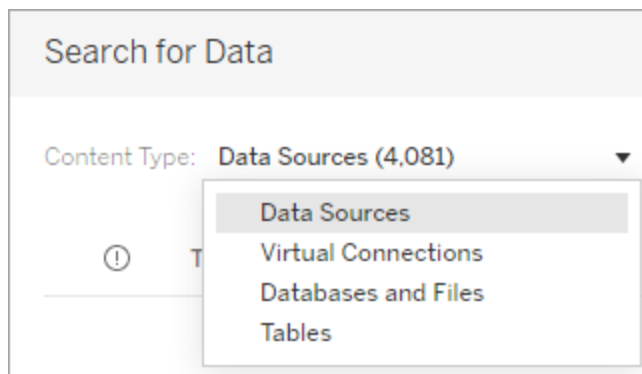 Search for Data
Content Type: Data Sources (4,081)
Data Sources
T
Virtual Connections
Databases and Files
Tables